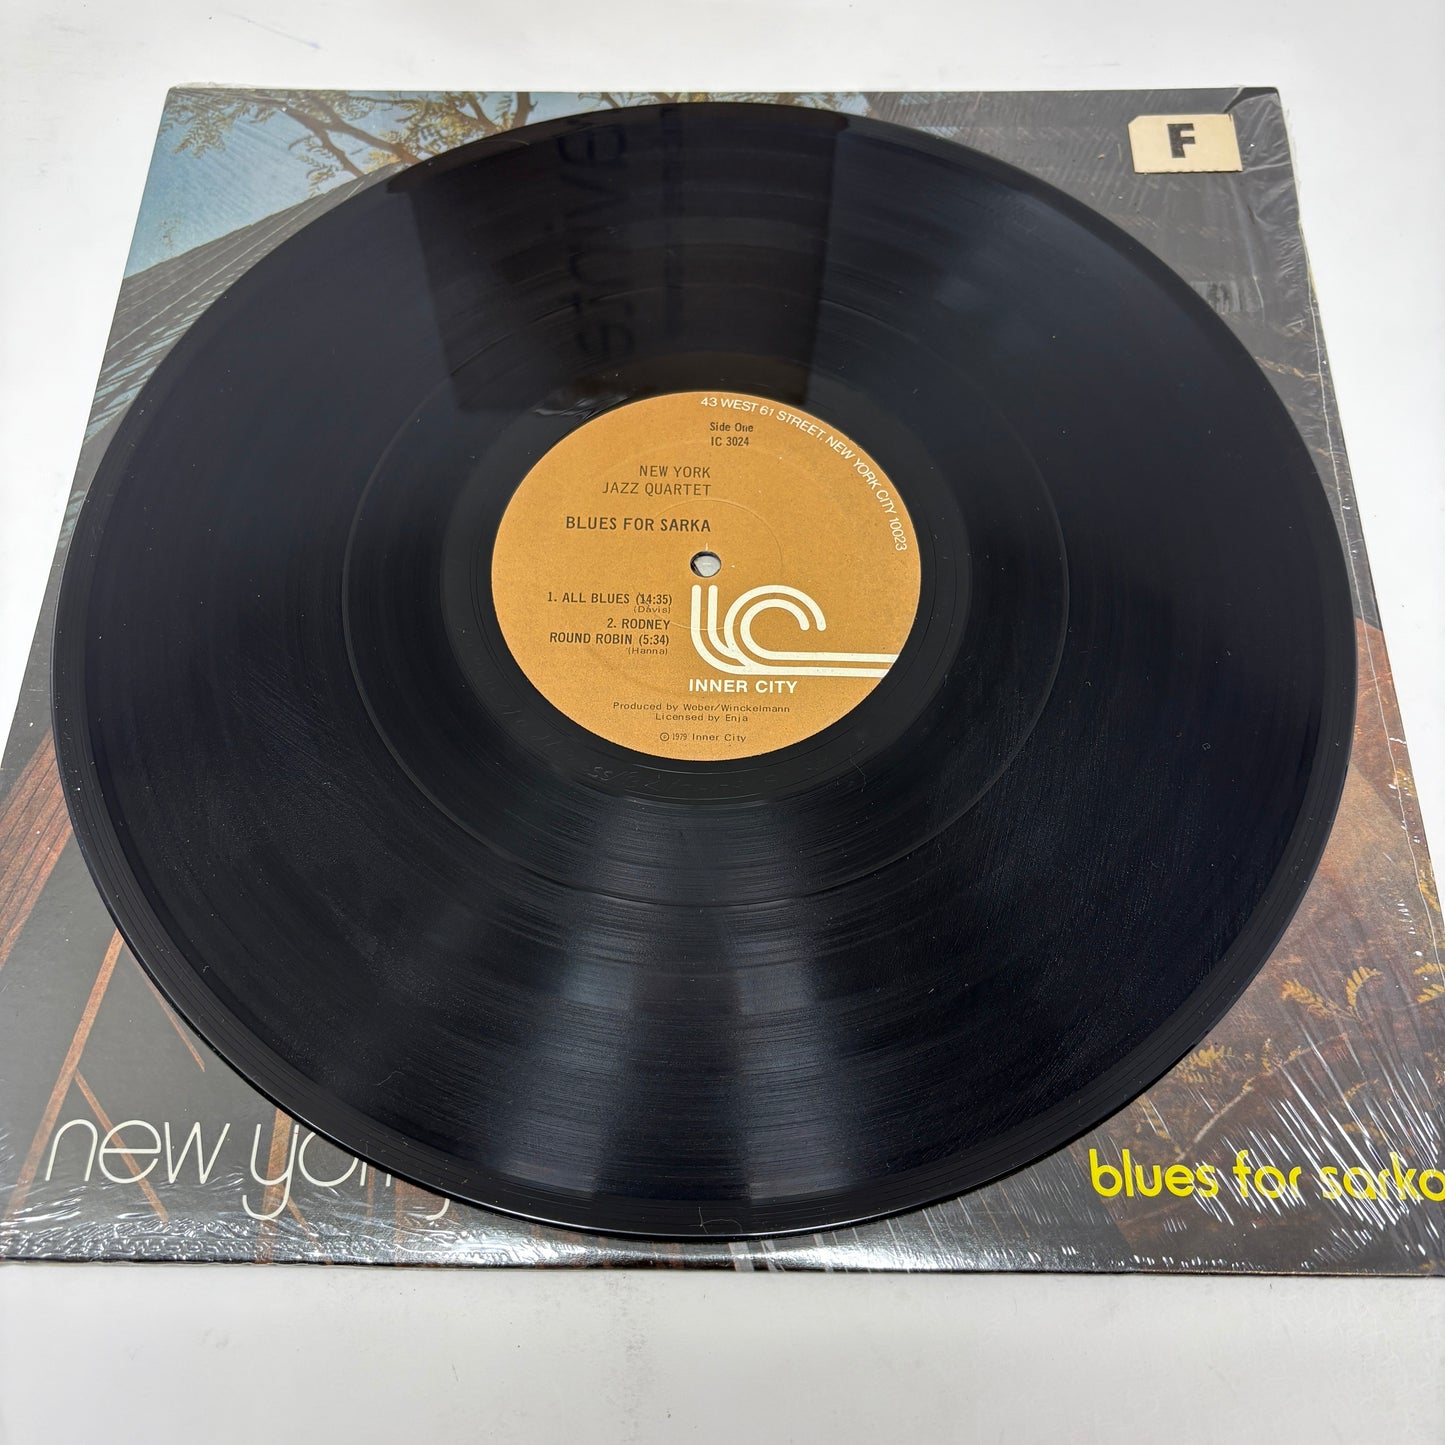 F
43 WEST 61 STREET, NEW YORK CITY 10023
Side One
IC 3024
NEW YORK
JAZZ QUARTET
BLUES FOR SARKA
1. ALL BLUES (14:35)
(Davis)
2. RODNEY
ROUND ROBIN (5:34)
(Hanna)
INNER CITY
Produced by Weber/Winckelmann
Licensed by Enja
℗ 1979 Inner City
new york
blues for sarka